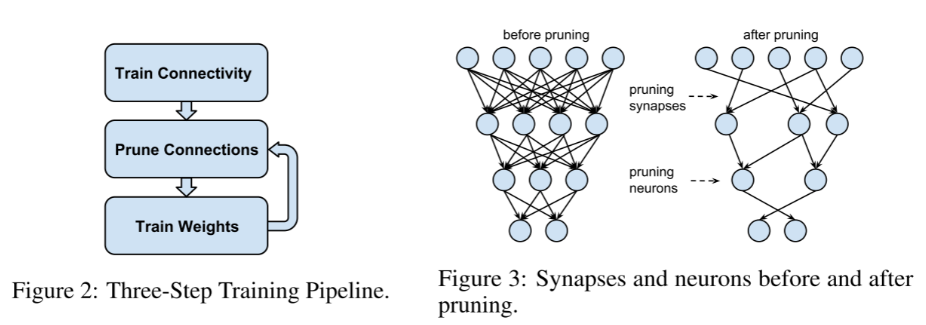 Train Connectivity
Prune Connections
Train Weights
Figure 2: Three-Step Training Pipeline.
before pruning
after pruning
pruning
synapses
pruning
neurons
Figure 3: Synapses and neurons before and after
pruning.